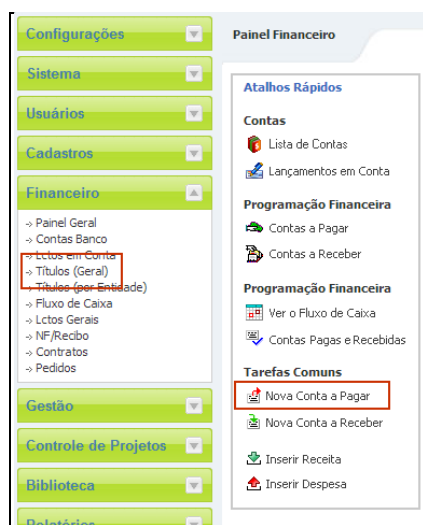 Configurações
Sistema
Usuários
Cadastros
Financeiro
-> Painel Geral
-> Contas Banco
-> Lctos em Conta
-> Títulos (Geral)
-> Títulos (por Entidade)
-> Fluxo de Caixa
-> Lctos Gerais
-> NF/Recibo
-> Contratos
-> Pedidos
Gestão
Controle de Projetos
Biblioteca
Relatórios
Painel Financeiro
Atalhos Rápidos
Contas
Lista de Contas
Lançamentos em Conta
Programação Financeira
Contas a Pagar
Contas a Receber
Programação Financeira
Ver o Fluxo de Caixa
Contas Pagas e Recebidas
Tarefas Comuns
Nova Conta a Pagar
Nova Conta a Receber
Inserir Receita
Inserir Despesa